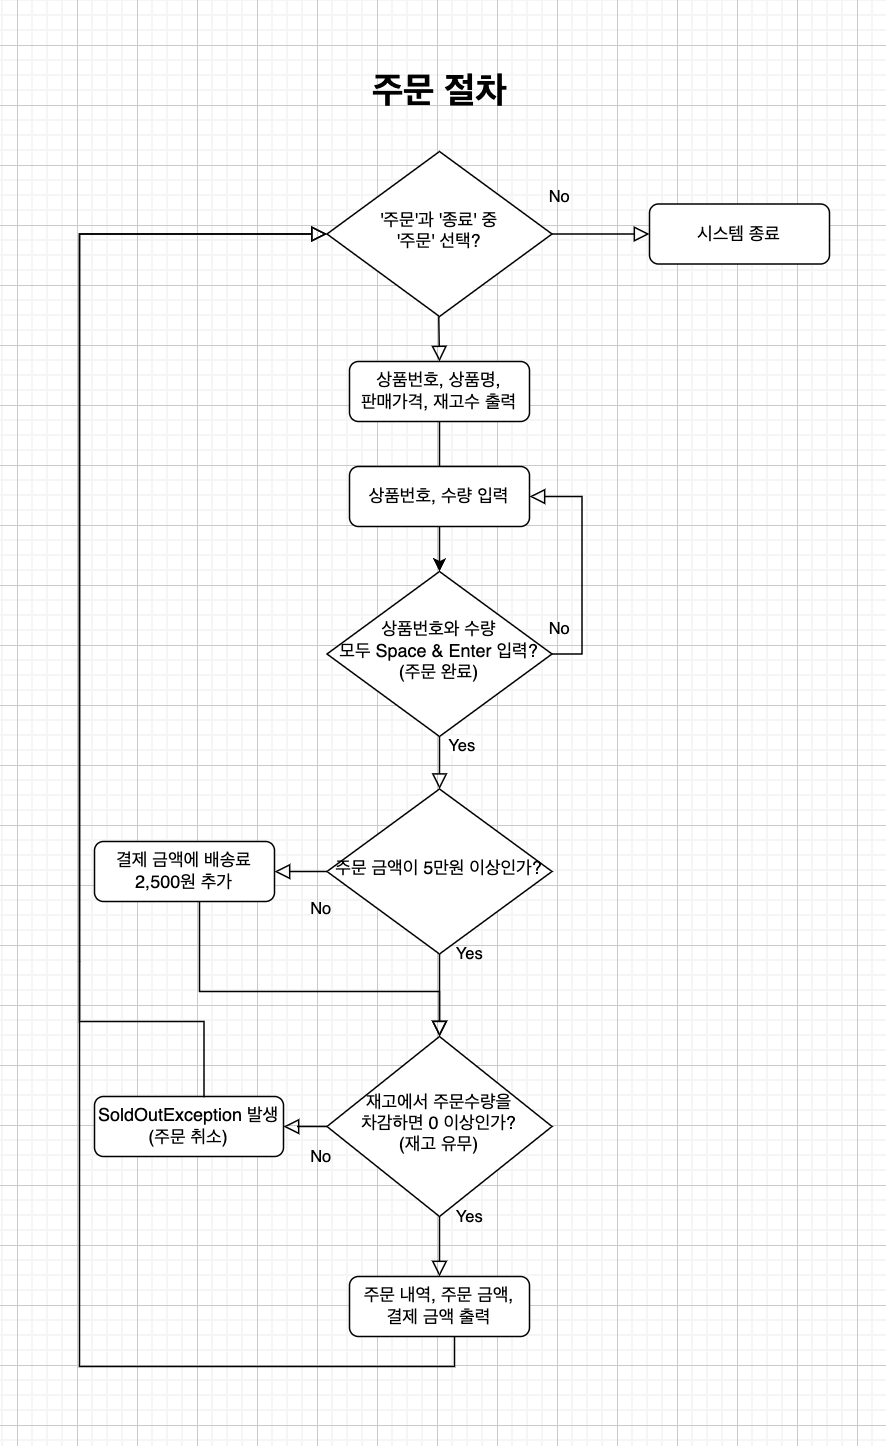 주문 절차
'주문'과 '종료' 중
'주문' 선택?
No
시스템 종료
상품번호, 상품명,
판매가격, 재고수 출력
상품번호, 수량 입력
상품번호와 수량
모두 Space & Enter 입력?
(주문 완료)
No
Yes
주문 금액이 5만원 이상인가?
결제 금액에 배송료
2,500원 추가
No
Yes
재고에서 주문수량을
차감하면 0 이상인가?
(재고 유무)
SoldOutException 발생
(주문 취소)
No
Yes
주문 내역, 주문 금액,
결제 금액 출력